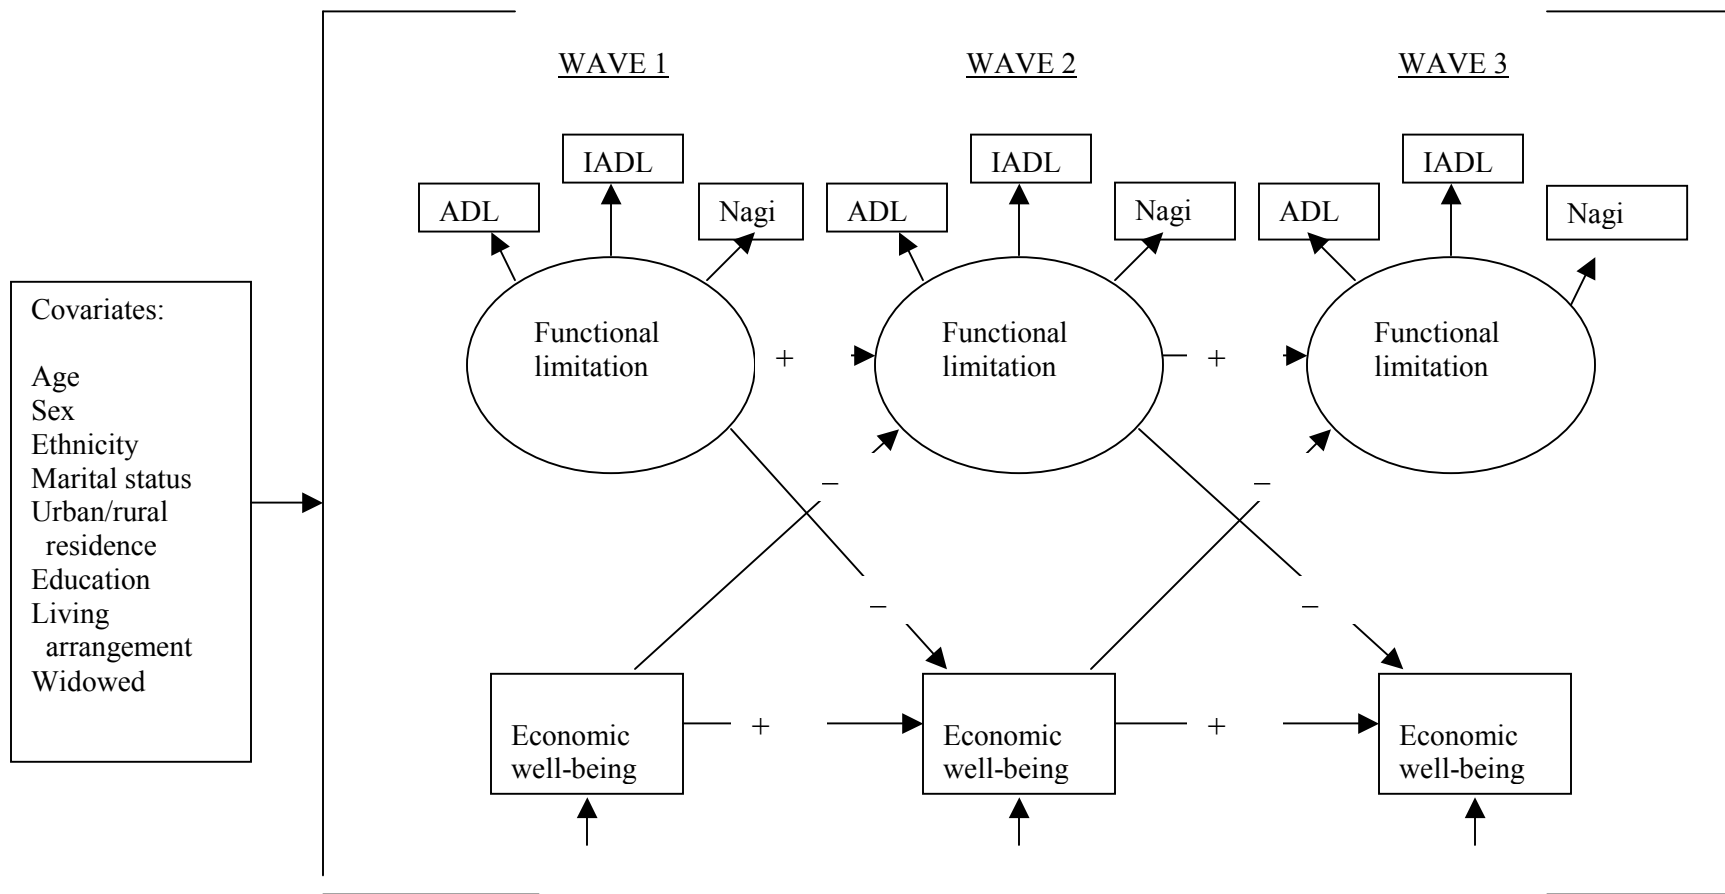 WAVE 1
WAVE 2
WAVE 3
IADL
IADL
IADL
ADL
Nagi
ADL
Nagi
ADL
Nagi
Covariates:
Age
Sex
Ethnicity
Marital status
Urban/rural
residence
Education
Living
arrangement
Widowed
Functional
limitation
+
Functional
limitation
+
Functional
limitation
–
–
–
–
Economic
well-being
+
Economic
well-being
+
Economic
well-being